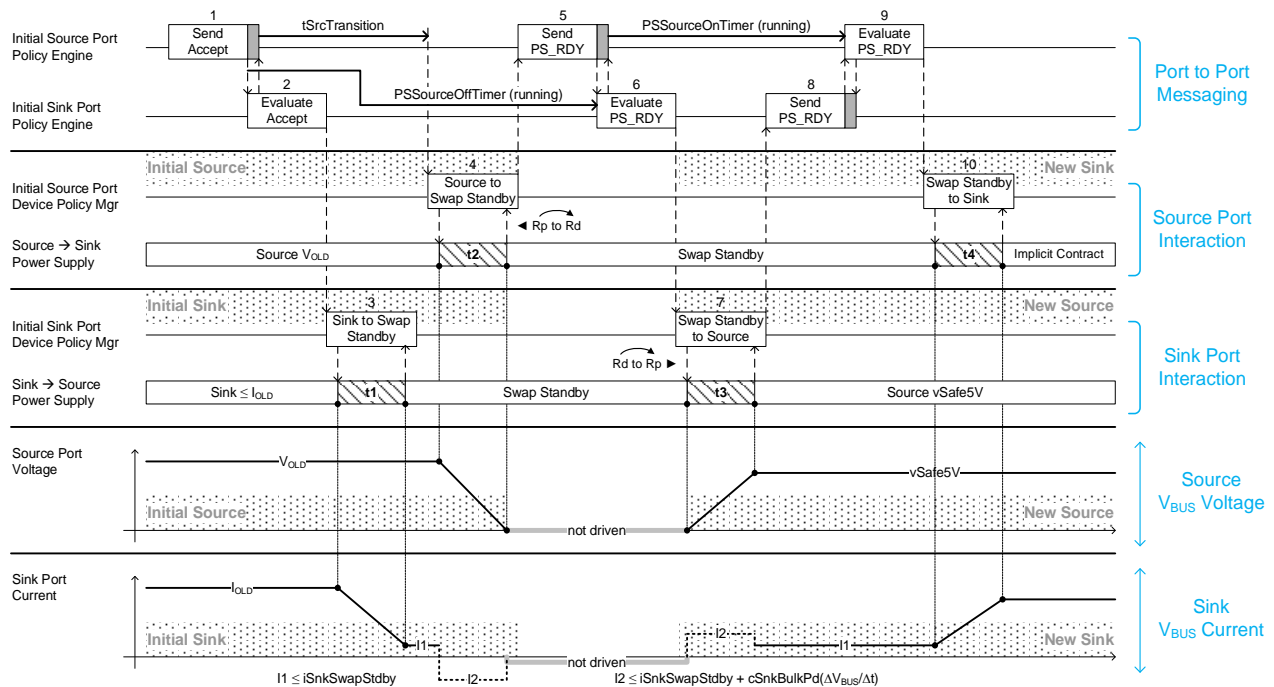 1
5
9
Initial Source Port
Policy Engine
Send
Accept
tSrcTransition
Send
PS_RDY
PSSourceOnTimer (running)
Evaluate
PS_RDY
2
6
8
Initial Sink Port
Policy Engine
Evaluate
Accept
PSSourceOffTimer (running)
Evaluate
PS_RDY
Send
PS_RDY
Port to Port
Messaging
Initial Source
4
10
New Sink
Initial Source Port
Device Policy Mgr
Source to
Swap Standby
Swap Standby
to Sink
◄ Rp to Rd
Source → Sink
Power Supply
Source VOLD
t2
Swap Standby
t4
Implicit Contract
Source Port
Interaction
Initial Sink
3
7
New Source
Initial Sink Port
Device Policy Mgr
Sink to Swap
Standby
Swap Standby
to Source
Rd to Rp ►
Sink → Source
Power Supply
Sink ≤ IOLD
t1
Swap Standby
t3
Source vSafe5V
Sink Port
Interaction
Source Port
Voltage
VOLD
vSafe5V
Initial Source
not driven
New Source
Source
VBUS Voltage
Sink Port
Current
IOLD
Initial Sink
I1
I2
not driven
I2
I1
New Sink
I1 ≤ iSnkSwapStdby
I2 ≤ iSnkSwapStdby + cSnkBulkPd(ΔVBUS/Δt)
Sink
VBUS Current